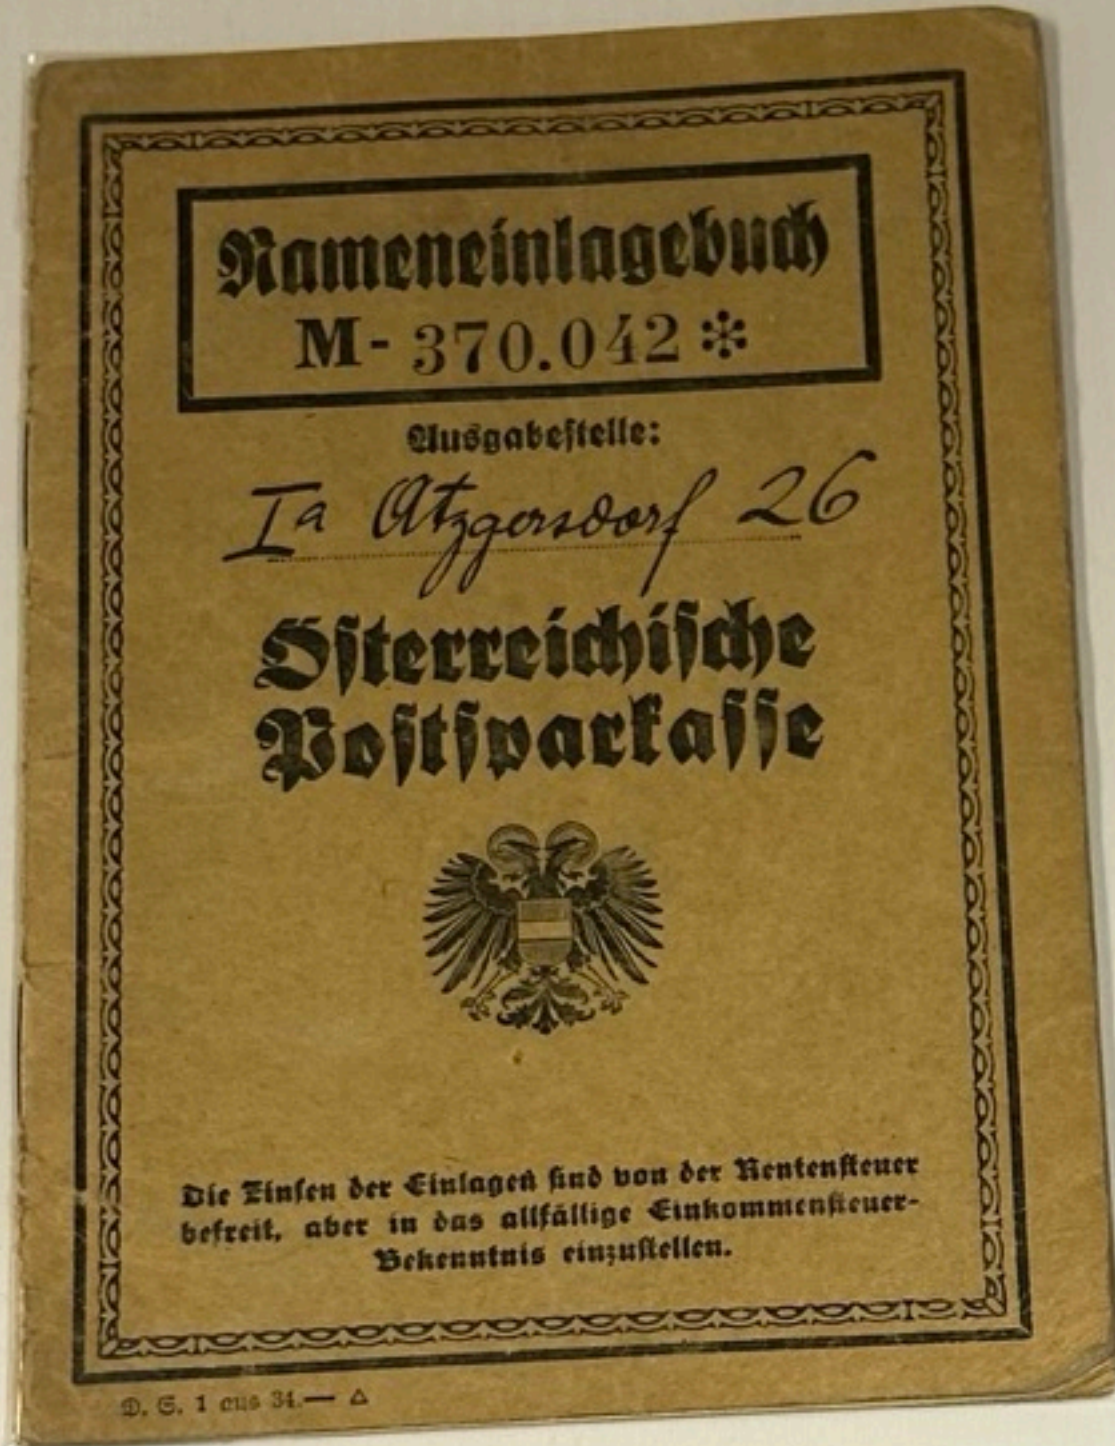 Nameneinlagebuch
M- 370.042 *
Ausgabestelle:
Ia Atzgersdorf 26
Österreichische
Postsparkasse
Die Zinsen der Einlagen sind von der Rentensteuer
befreit, aber in das allfällige Einkommensteuer-
Bekenntnis einzustellen.
D. S. 1 aus 34.— △